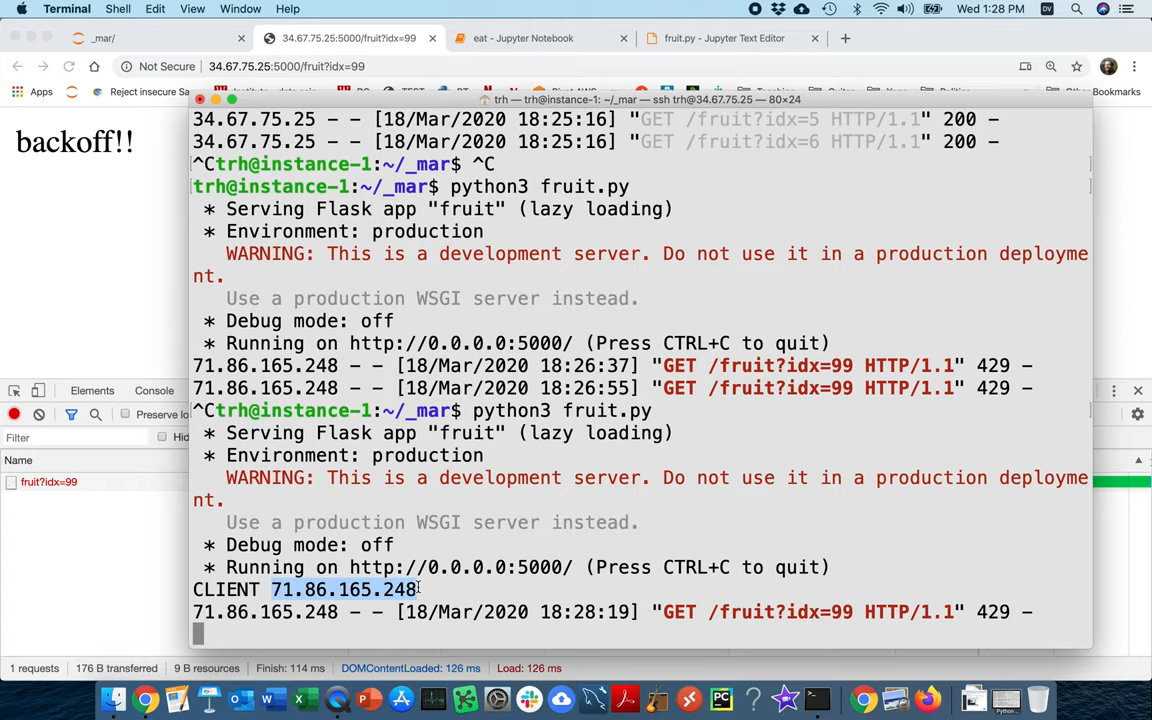 Terminal Shell Edit View Window Help Wed 1:28 PM DV
_mar/ 34.67.75.25:5000/fruit?idx=99 eat - Jupyter Notebook fruit.py - Jupyter Text Editor
Not Secure 34.67.75.25:5000/fruit?idx=99
Apps Reject insecure Sa Bookmarks
trh — trh@instance-1: ~/_mar — ssh trh@34.67.75.25 — 80×24
backoff!!
34.67.75.25 - - [18/Mar/2020 18:25:16] "GET /fruit?idx=5 HTTP/1.1" 200 -
34.67.75.25 - - [18/Mar/2020 18:25:16] "GET /fruit?idx=6 HTTP/1.1" 200 -
^Ctrh@instance-1:~/_mar$ ^C
trh@instance-1:~/_mar$ python3 fruit.py
* Serving Flask app "fruit" (lazy loading)
* Environment: production
WARNING: This is a development server. Do not use it in a production deployme
nt.
Use a production WSGI server instead.
* Debug mode: off
* Running on http://0.0.0.0:5000/ (Press CTRL+C to quit)
71.86.165.248 - - [18/Mar/2020 18:26:37] "GET /fruit?idx=99 HTTP/1.1" 429 -
71.86.165.248 - - [18/Mar/2020 18:26:55] "GET /fruit?idx=99 HTTP/1.1" 429 -
^Ctrh@instance-1:~/_mar$ python3 fruit.py
* Serving Flask app "fruit" (lazy loading)
* Environment: production
WARNING: This is a development server. Do not use it in a production deployme
nt.
Use a production WSGI server instead.
* Debug mode: off
* Running on http://0.0.0.0:5000/ (Press CTRL+C to quit)
CLIENT 71.86.165.248
71.86.165.248 - - [18/Mar/2020 18:28:19] "GET /fruit?idx=99 HTTP/1.1" 429 -
Elements Console
Preserve lo
Filter Hid
Name
fruit?idx=99
1 requests 176 B transferred 9 B resources Finish: 114 ms DOMContentLoaded: 126 ms Load: 126 ms